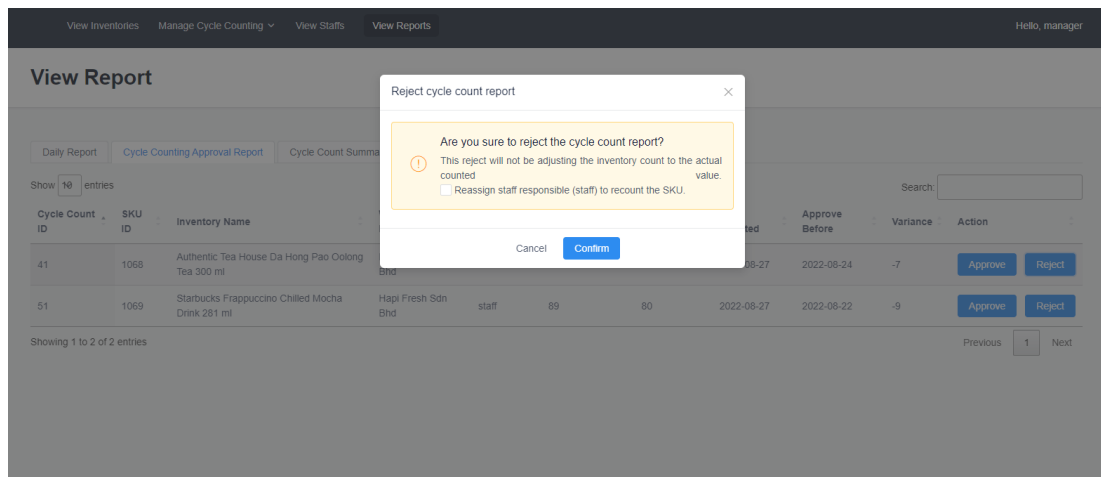 View Inventories Manage Cycle Counting View Staffs View Reports Hello, manager
View Report
Reject cycle count report
Are you sure to reject the cycle count report?
This reject will not be adjusting the inventory count to the actual
counted value.
Reassign staff responsible (staff) to recount the SKU.
Cancel Confirm
Daily Report Cycle Counting Approval Report Cycle Count Summa
Show 10 entries Search:
Cycle Count ID SKU ID Inventory Name Approve Before Variance Action
41 1068 Authentic Tea House Da Hong Pao Oolong Tea 300 ml Bhd 08-27 2022-08-24 -7 Approve Reject
51 1069 Starbucks Frappuccino Chilled Mocha Drink 281 ml Hapi Fresh Sdn Bhd staff 89 80 2022-08-27 2022-08-22 -9 Approve Reject
Showing 1 to 2 of 2 entries Previous 1 Next